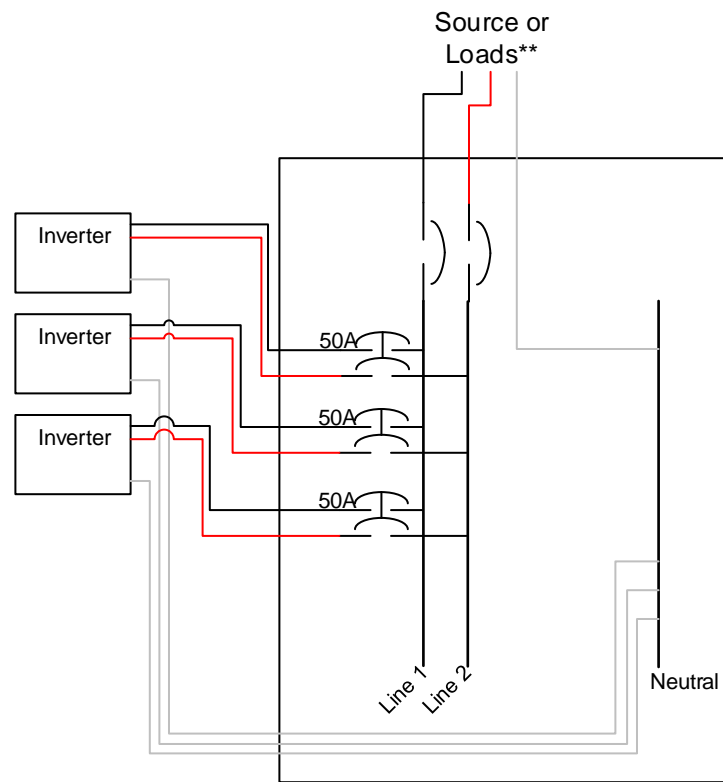 Source or
Loads**
Inverter
50A
Inverter
50A
Inverter
50A
Line 1
Line 2
Neutral